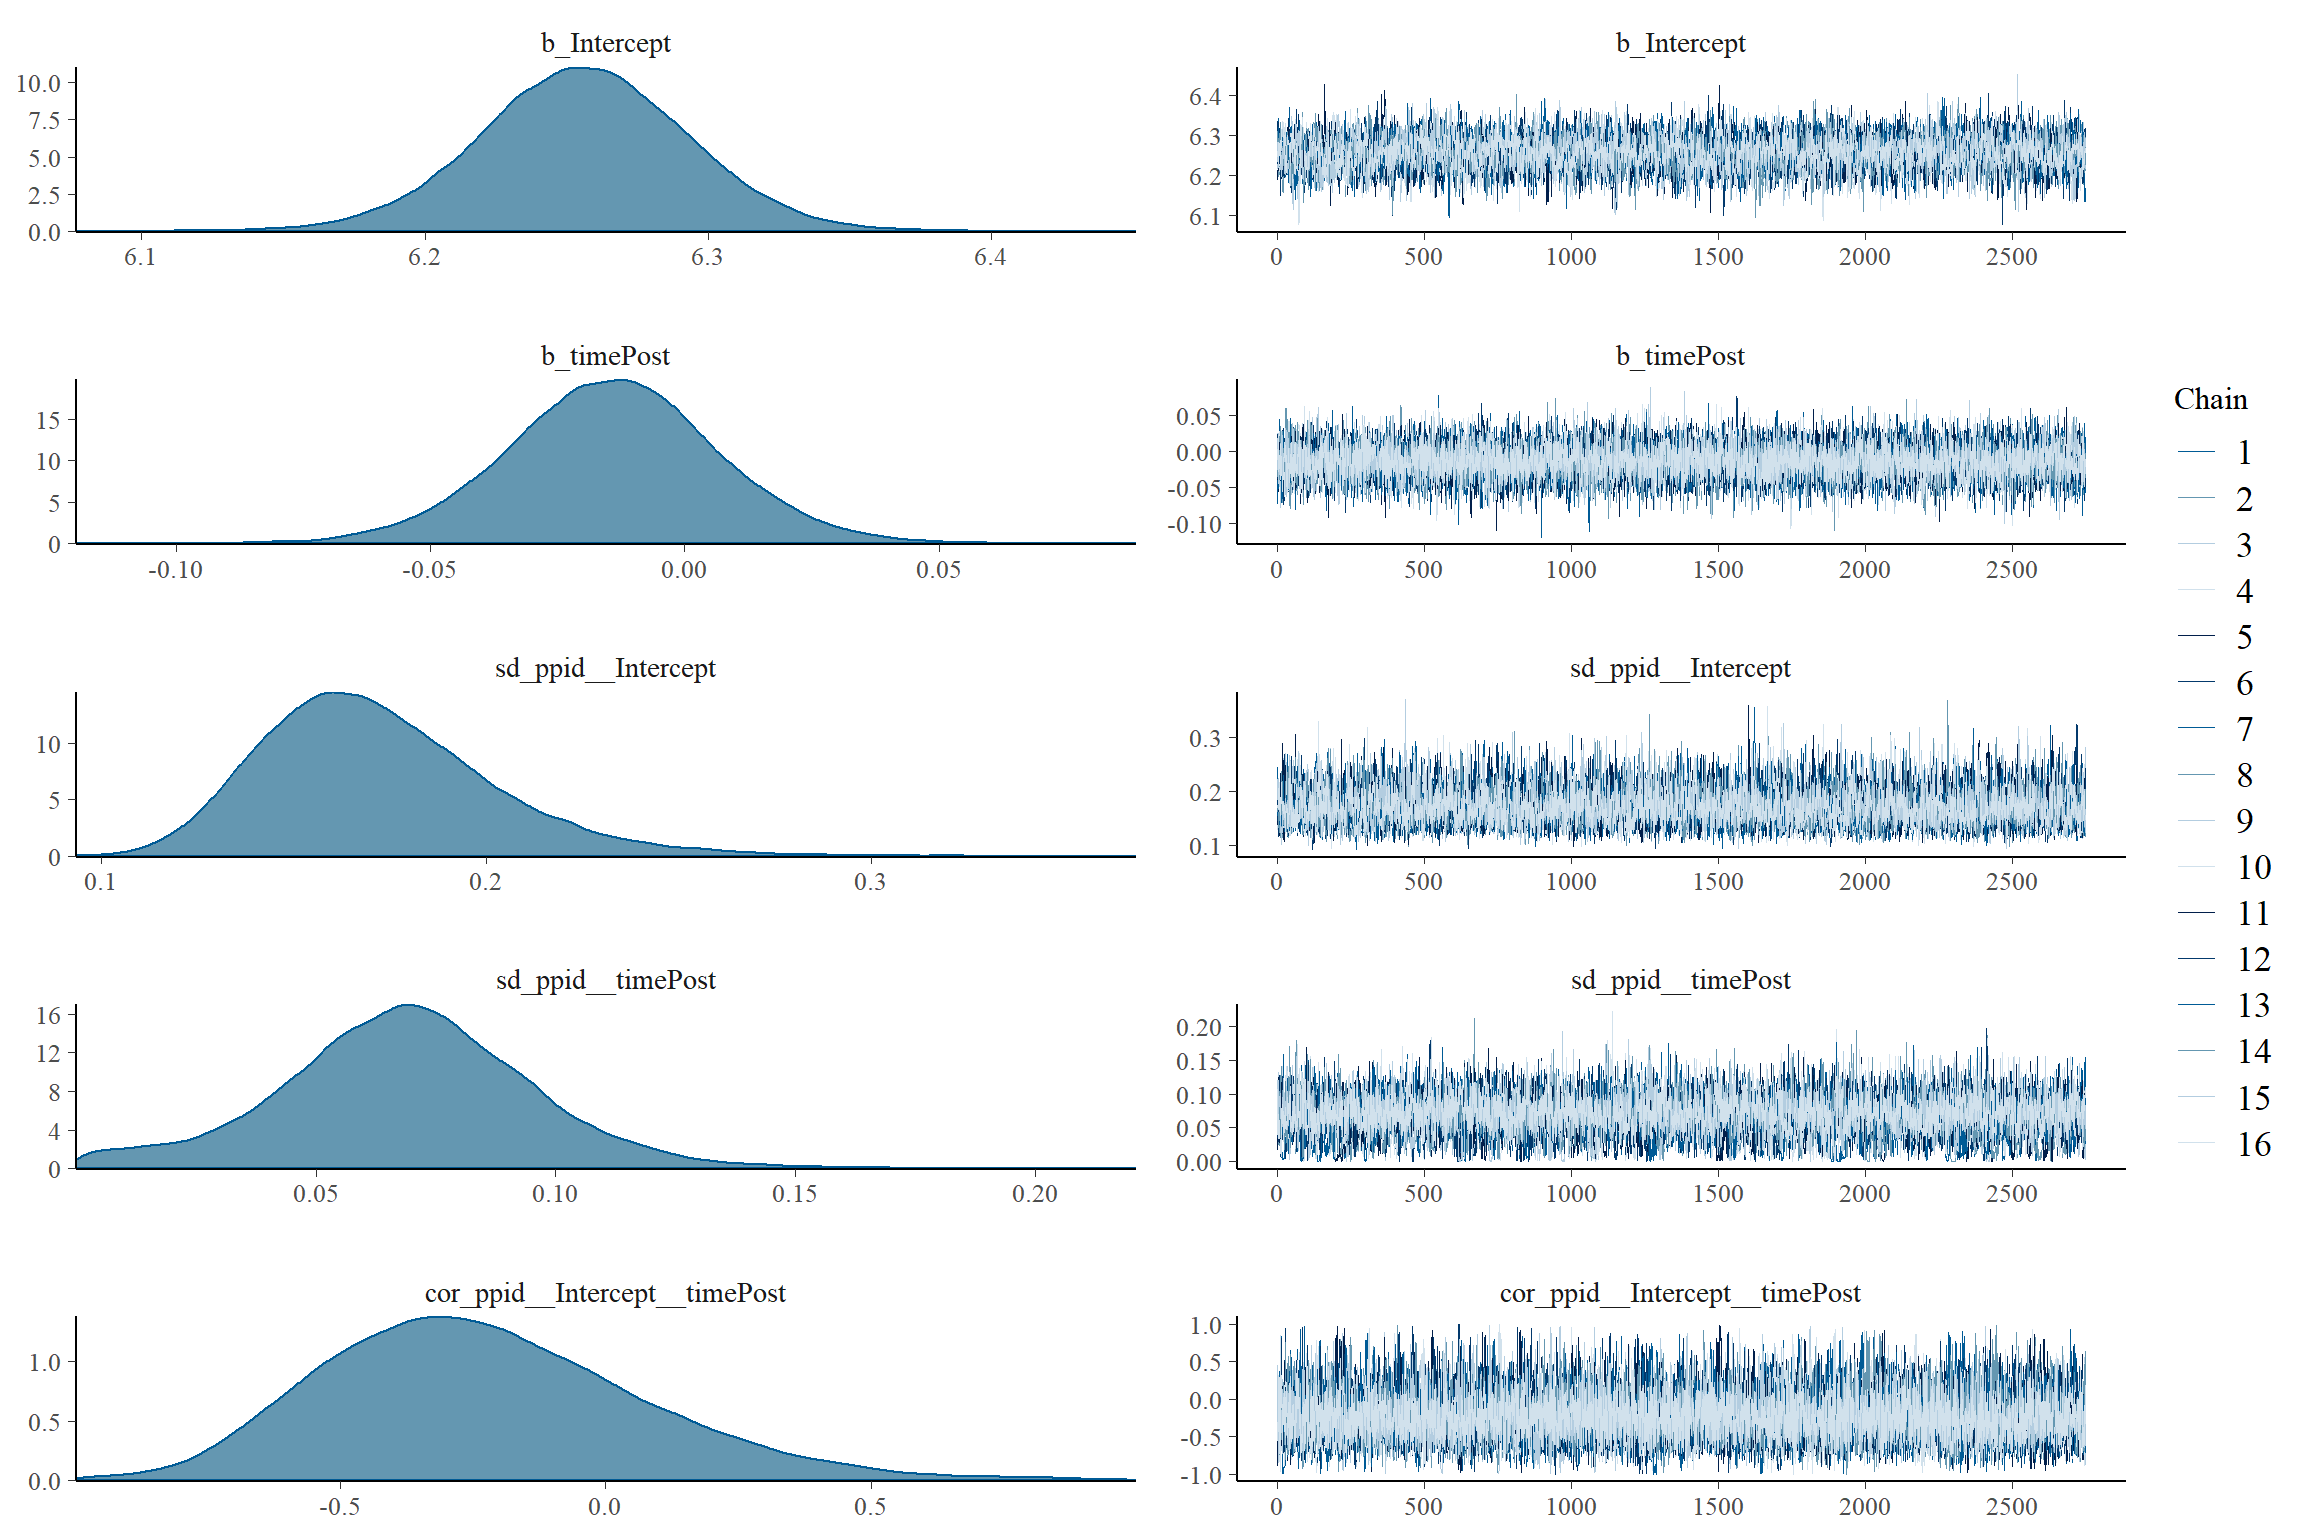 b_Intercept
10.0
7.5
5.0
2.5
0.0
6.1 6.2 6.3 6.4
b_Intercept
6.4
6.3
6.2
6.1
0 500 1000 1500 2000 2500
b_timePost
15
10
5
0
-0.10 -0.05 0.00 0.05
b_timePost
0.05
0.00
-0.05
-0.10
0 500 1000 1500 2000 2500
sd_ppid__Intercept
10
5
0
0.1 0.2 0.3
sd_ppid__Intercept
0.3
0.2
0.1
0 500 1000 1500 2000 2500
sd_ppid__timePost
16
12
8
4
0
0.05 0.10 0.15 0.20
sd_ppid__timePost
0.20
0.15
0.10
0.05
0.00
0 500 1000 1500 2000 2500
cor_ppid__Intercept__timePost
1.0
0.5
0.0
-0.5 0.0 0.5
cor_ppid__Intercept__timePost
1.0
0.5
0.0
-0.5
-1.0
0 500 1000 1500 2000 2500
Chain
1
2
3
4
5
6
7
8
9
10
11
12
13
14
15
16